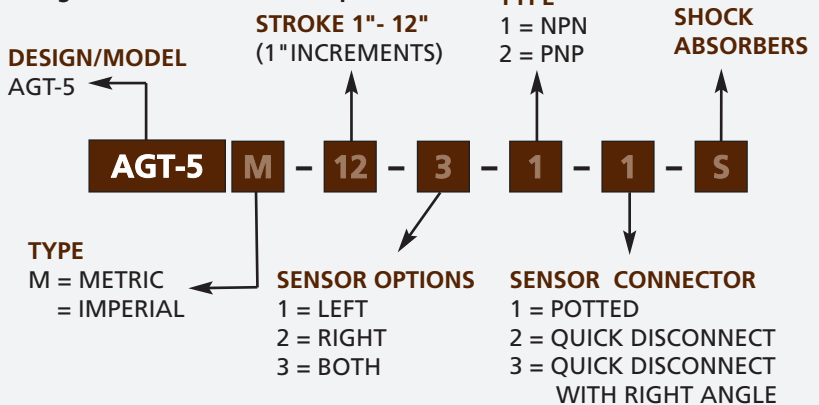 STROKE 1"- 12"
(1"INCREMENTS)
1 = NPN
2 = PNP
SHOCK
ABSORBERS
DESIGN/MODEL
AGT-5
AGT-5 M – 12 – 3 – 1 – 1 – S
TYPE
M = METRIC
= IMPERIAL
SENSOR OPTIONS
1 = LEFT
2 = RIGHT
3 = BOTH
SENSOR CONNECTOR
1 = POTTED
2 = QUICK DISCONNECT
3 = QUICK DISCONNECT
WITH RIGHT ANGLE